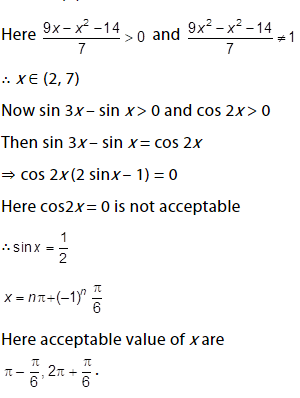 Here (9x – x² – 14)/7 > 0 and (9x² – x² – 14)/7 ≠ 1
∴ x ∈ (2, 7)
Now sin 3x – sin x > 0 and cos 2x > 0
Then sin 3x – sin x = cos 2x
⇒ cos 2x(2 sinx – 1) = 0
Here cos2x = 0 is not acceptable
∴ sinx = 1/2
x = nπ+(–1)ⁿ π/6
Here acceptable value of x are
π – π/6, 2π + π/6.